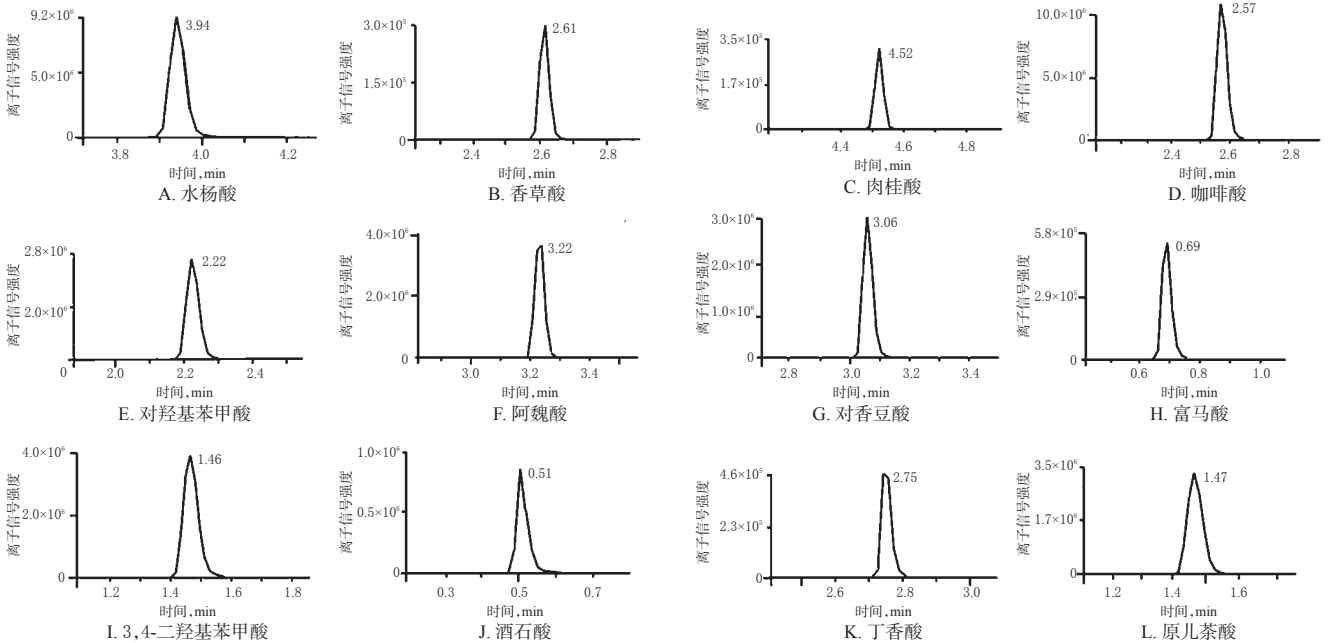 离子信号强度
9.2×10⁶
5.0×10⁶
0
3.94
3.8 4.0 4.2
时间,min
A. 水杨酸
离子信号强度
3.0×10⁵
1.5×10⁵
0
2.61
2.4 2.6 2.8
时间,min
B. 香草酸
离子信号强度
3.5×10⁵
1.7×10⁵
0
4.52
4.4 4.6 4.8
时间,min
C. 肉桂酸
离子信号强度
10.0×10⁶
5.0×10⁶
0
2.57
2.4 2.6 2.8
时间,min
D. 咖啡酸
离子信号强度
2.8×10⁶
2.0×10⁶
0
2.22
2.0 2.2 2.4
时间,min
E. 对羟基苯甲酸
离子信号强度
4.0×10⁶
2.0×10⁶
0
3.22
3.0 3.2 3.4
时间,min
F. 阿魏酸
离子信号强度
3.0×10⁶
2.0×10⁶
1.0×10⁶
0
3.06
2.8 3.0 3.2 3.4
时间,min
G. 对香豆酸
离子信号强度
5.8×10⁵
2.9×10⁵
0
0.69
0.6 0.8 1.0
时间,min
H. 富马酸
离子信号强度
4.0×10⁶
2.0×10⁶
0
1.46
1.2 1.4 1.6 1.8
时间,min
I. 3,4-二羟基苯甲酸
离子信号强度
1.0×10⁶
0.5×10⁶
0
0.51
0.3 0.5 0.7
时间,min
J. 酒石酸
离子信号强度
4.6×10⁵
2.3×10⁵
0
2.75
2.6 2.8 3.0
时间,min
K. 丁香酸
离子信号强度
3.5×10⁶
1.7×10⁶
0
1.47
1.2 1.4 1.6
时间,min
L. 原儿茶酸